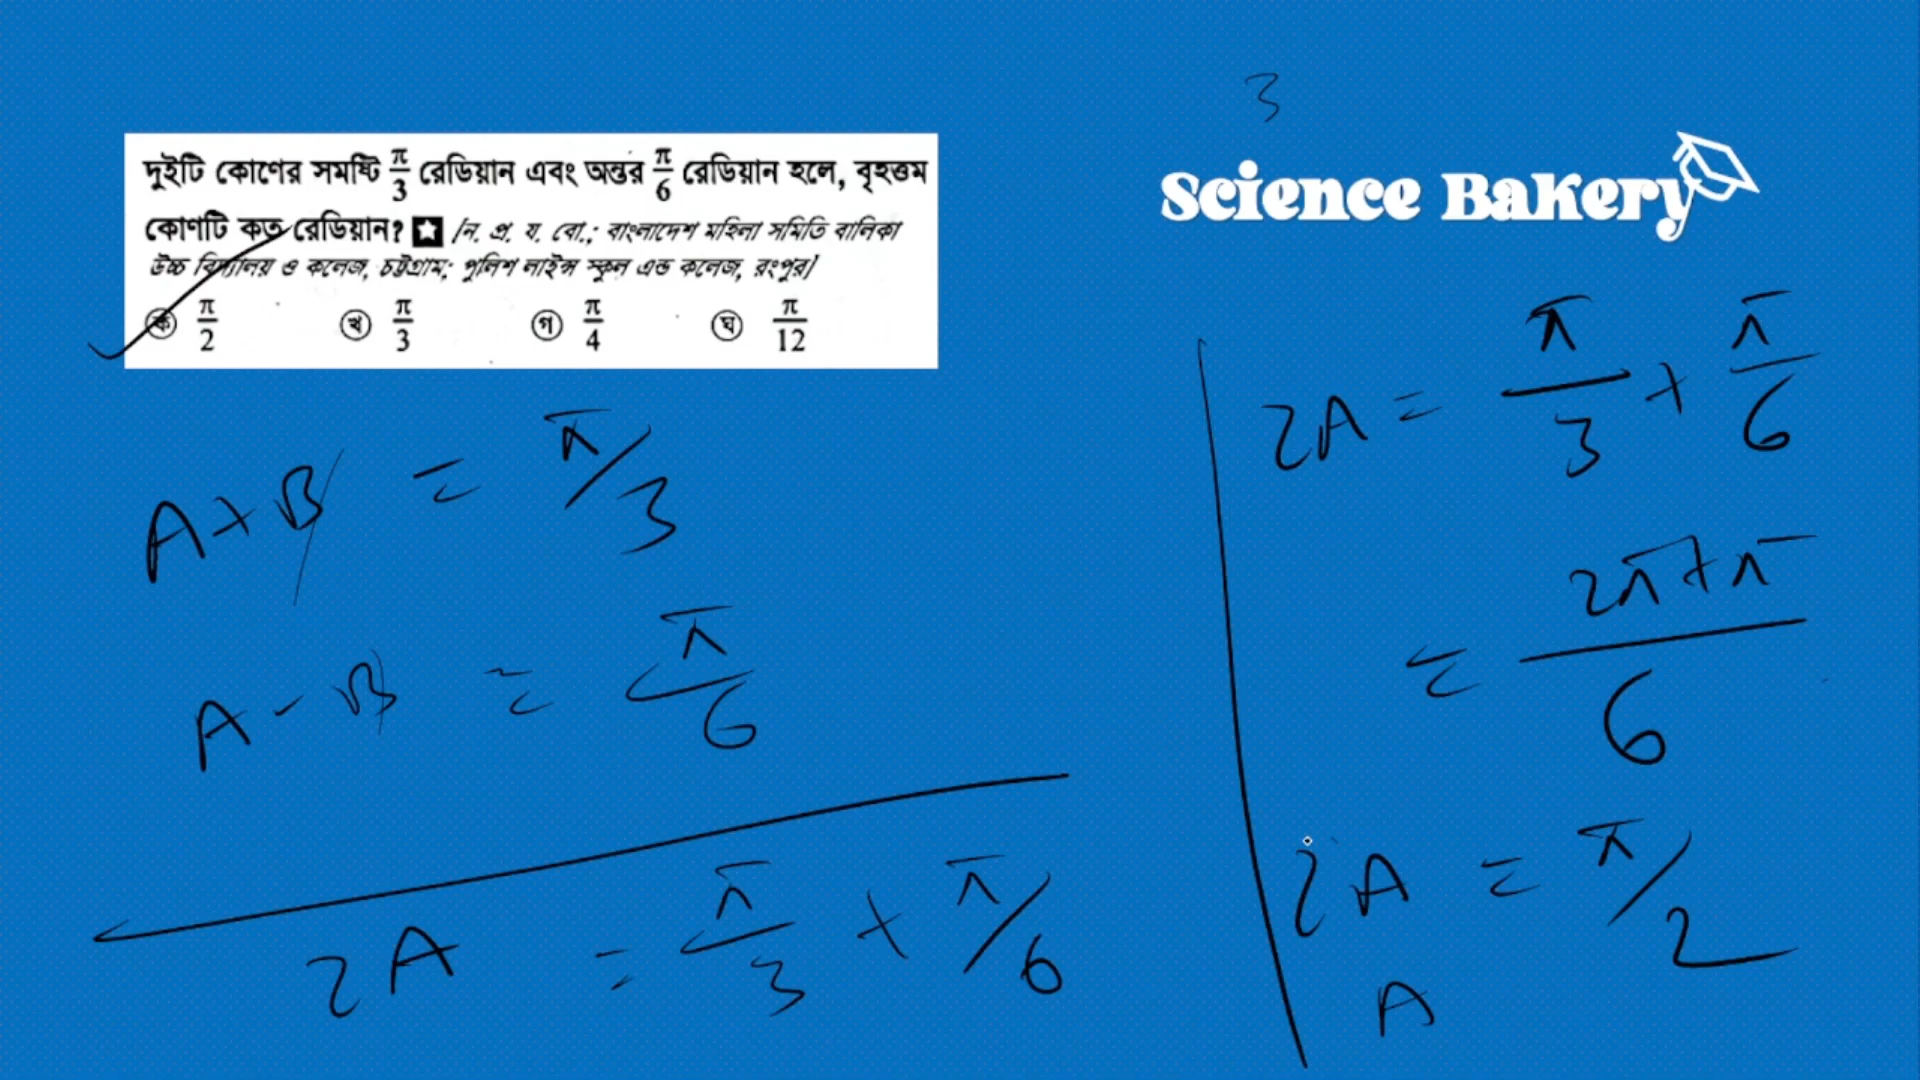 3
Science Bakery
দুইটি কোণের সমষ্টি π/3 রেডিয়ান এবং অন্তর π/6 রেডিয়ান হলে, বৃহত্তম
কোণটি কত রেডিয়ান? [ন. প্র. য. বো.; বাংলাদেশ মহিলা সমিতি বালিকা
উচ্চ বিদ্যালয় ও কলেজ, চট্টগ্রাম; পুলিশ লাইন্স স্কুল এন্ড কলেজ, রংপুর]
ক π/2 খ π/3 গ π/4 ঘ π/12
A+B = π/3
A - B = π/6
2A = π/3 + π/6
2A = π/3 + π/6
= 2π+π/6
2A = π/2
A